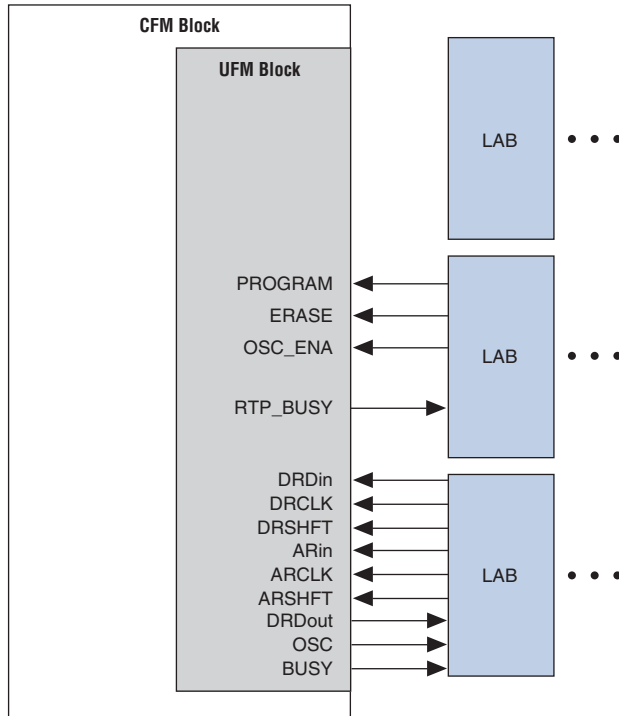 CFM Block
UFM Block
LAB
PROGRAM
ERASE
OSC_ENA
LAB
RTP_BUSY
DRDin
DRCLK
DRSHFT
ARin
ARCLK
LAB
ARSHFT
DRDout
OSC
BUSY